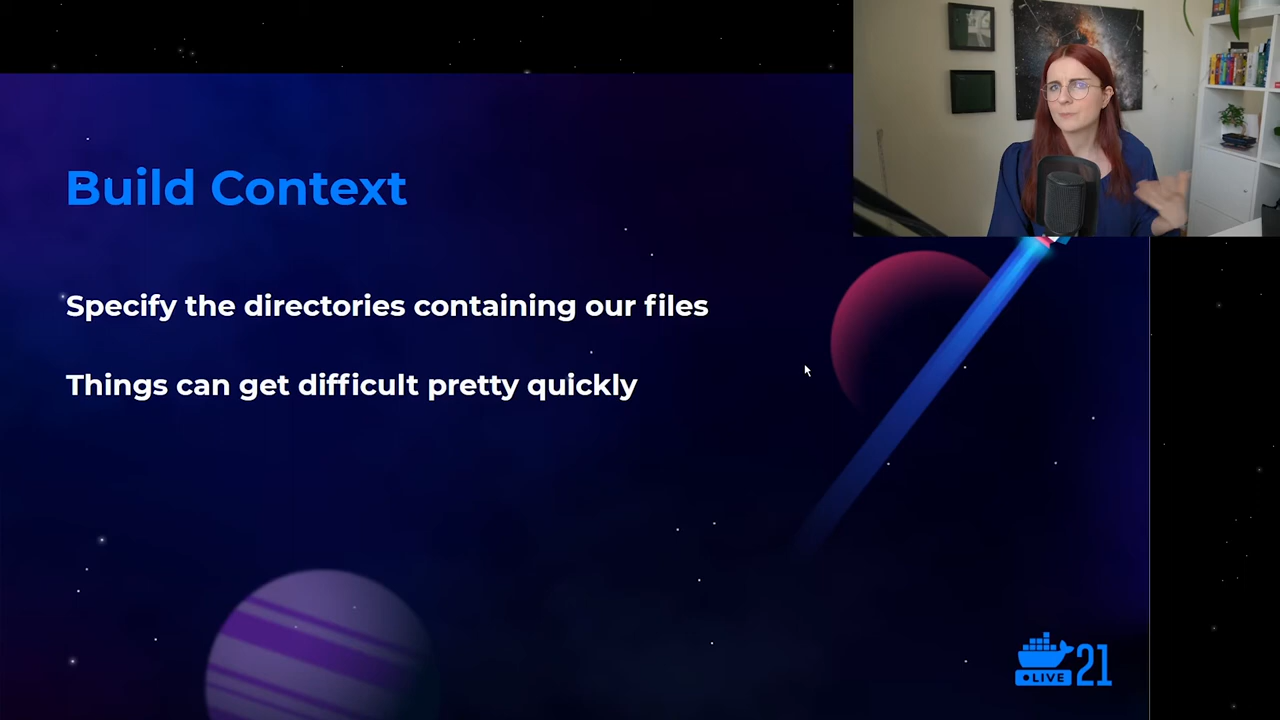 Build Context
Specify the directories containing our files
Things can get difficult pretty quickly
LIVE 21